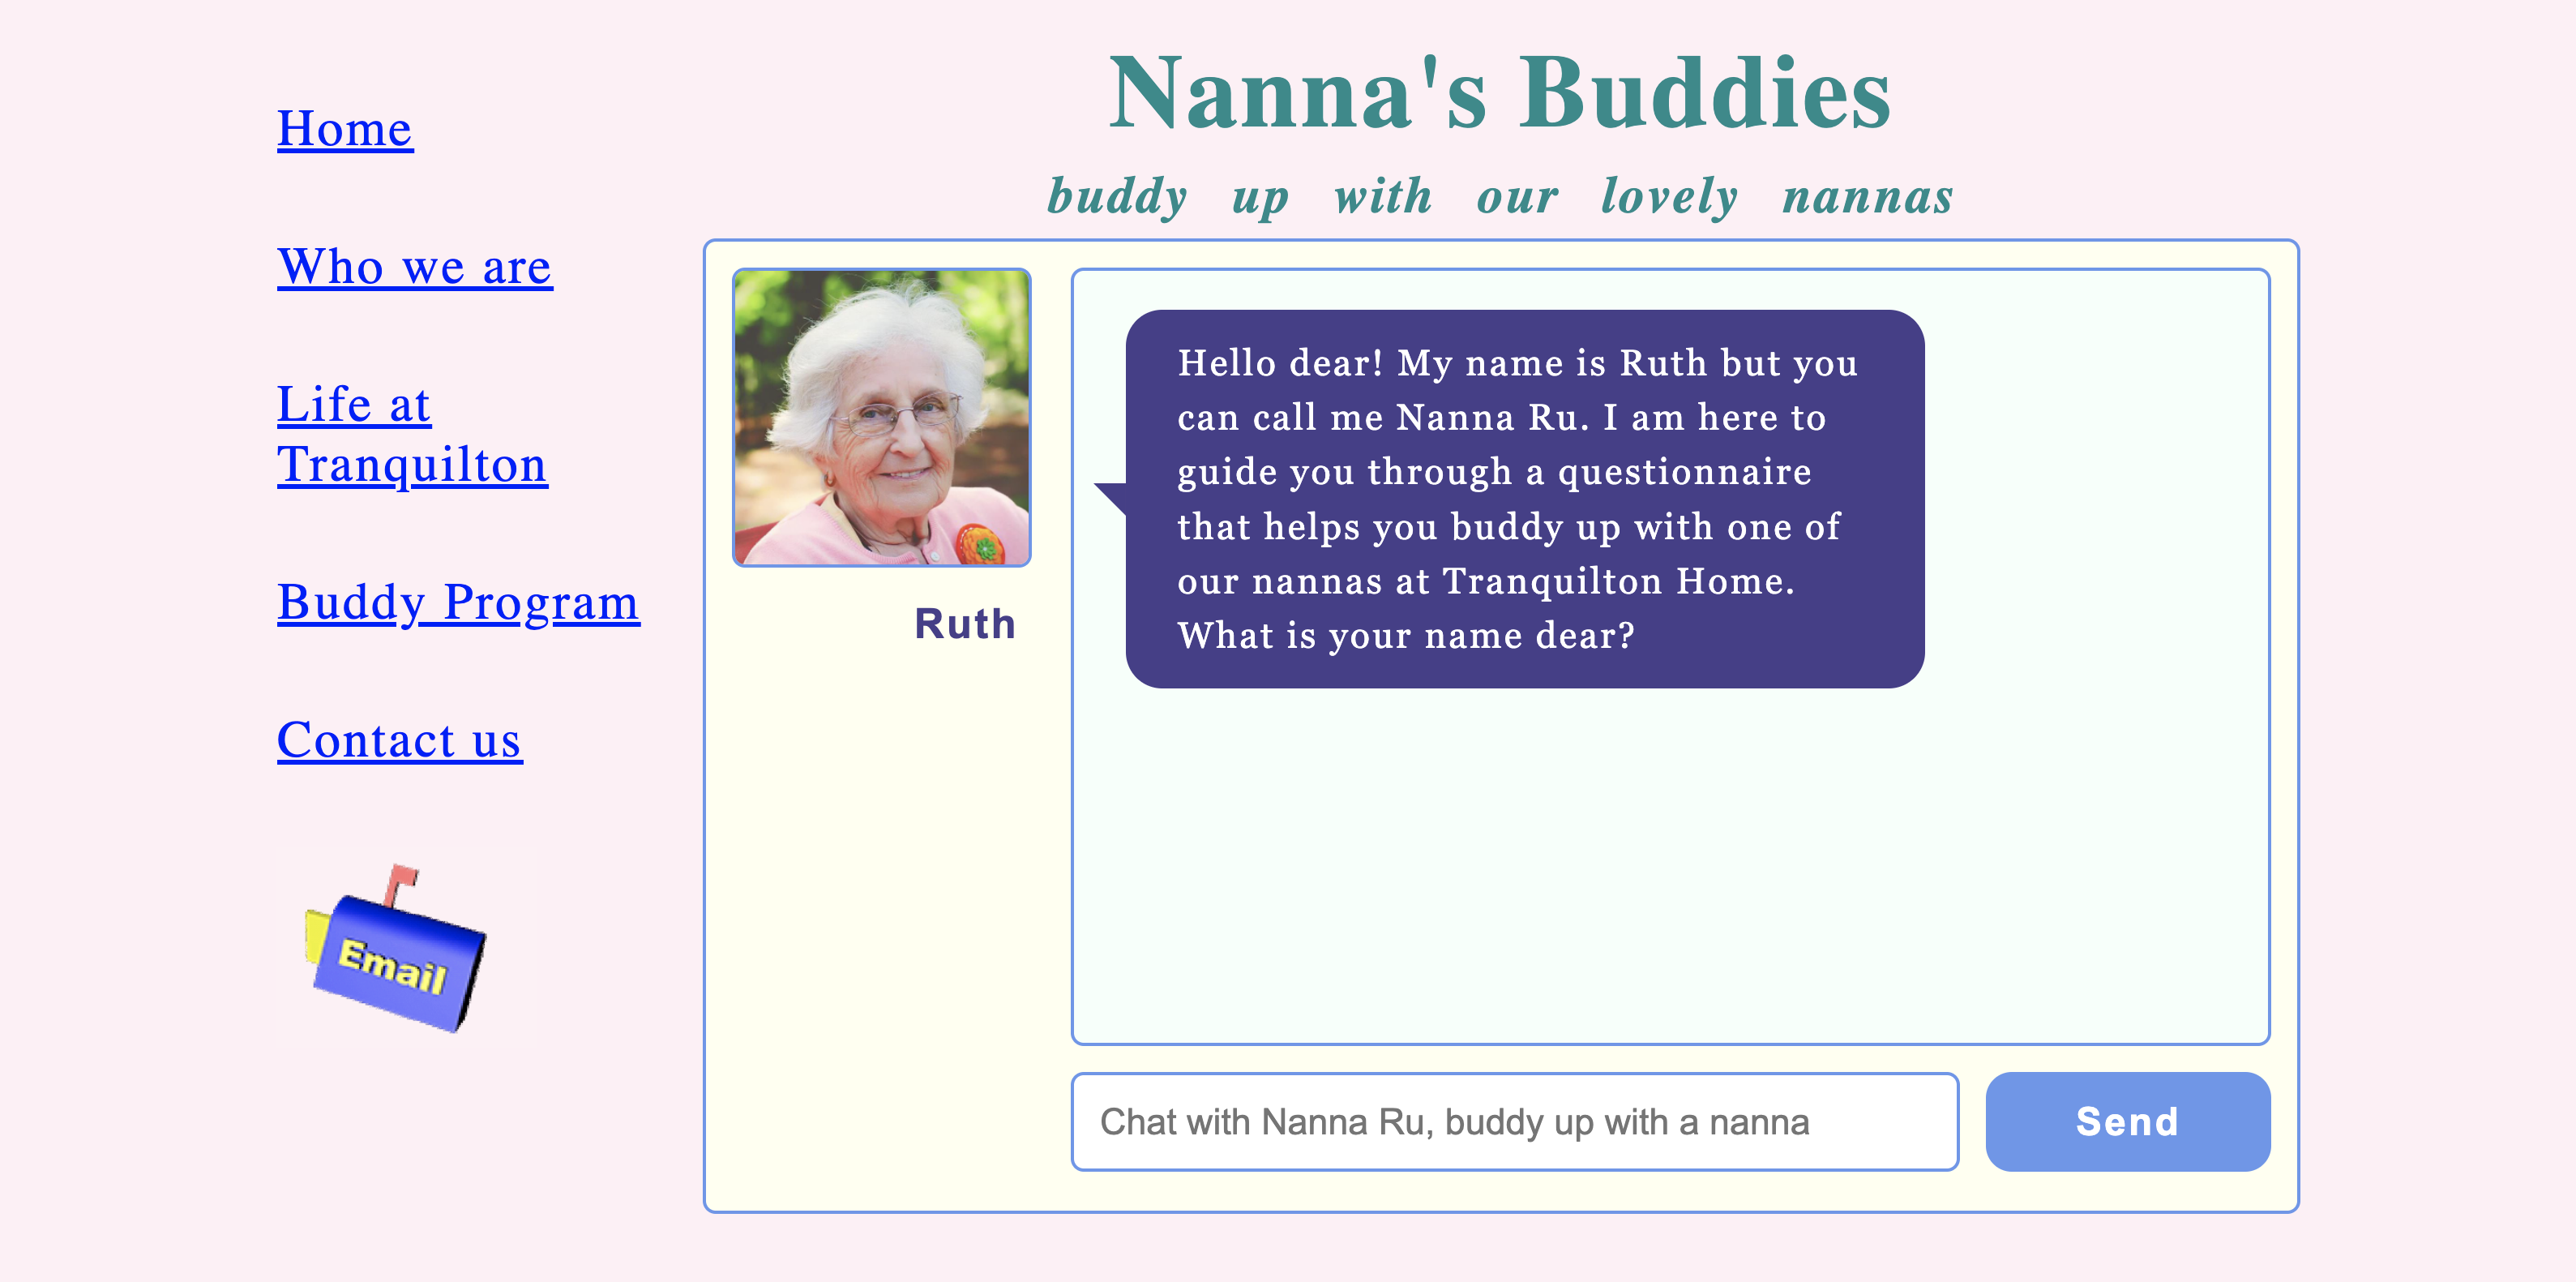 Nanna's Buddies
buddy up with our lovely nannas
Home
Who we are
Life at
Tranquilton
Buddy Program
Contact us
Email
Ruth
Hello dear! My name is Ruth but you
can call me Nanna Ru. I am here to
guide you through a questionnaire
that helps you buddy up with one of
our nannas at Tranquilton Home.
What is your name dear?
Chat with Nanna Ru, buddy up with a nanna
Send